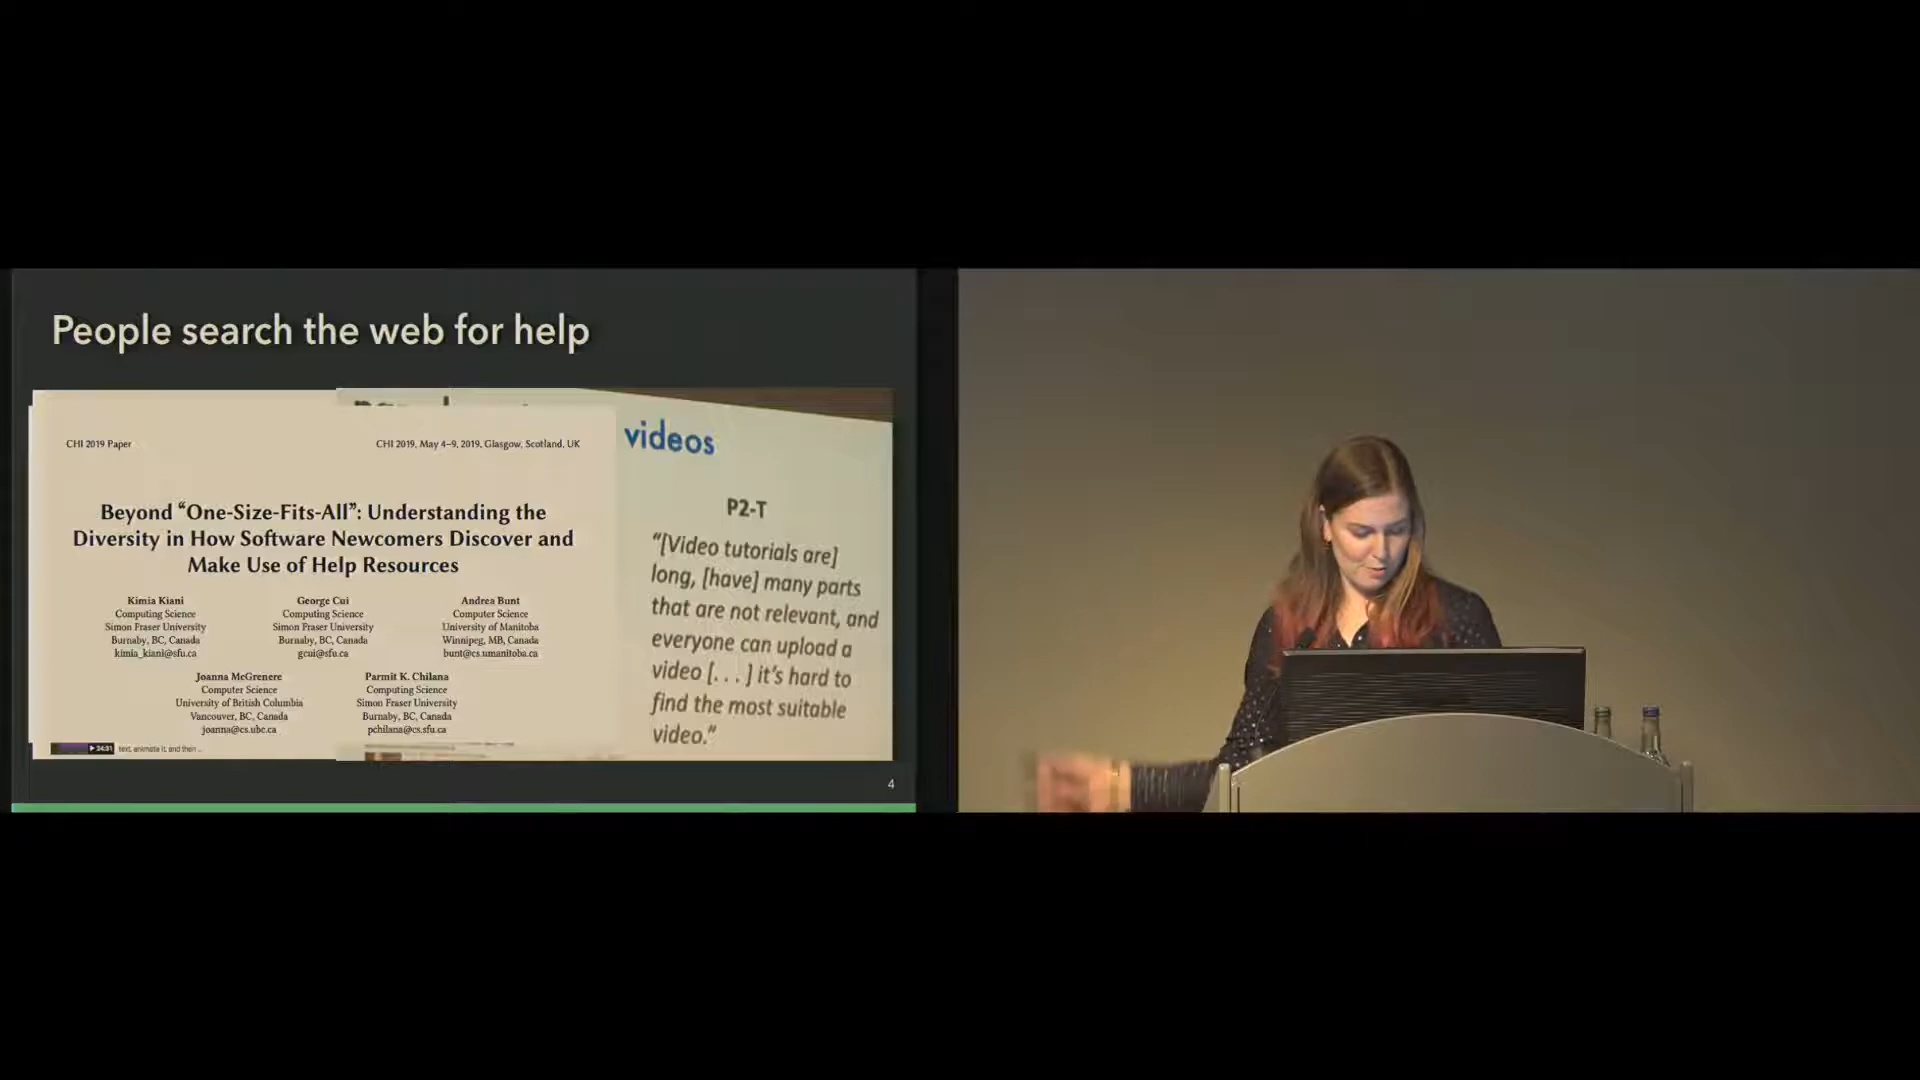 People search the web for help
CHI 2019 Paper
CHI 2019, May 4–9, 2019, Glasgow, Scotland, UK
Beyond “One-Size-Fits-All”: Understanding the
Diversity in How Software Newcomers Discover and
Make Use of Help Resources
Kimia Kiani
Computing Science
Simon Fraser University
Burnaby, BC, Canada
kimia_kiani@sfu.ca
George Cui
Computing Science
Simon Fraser University
Burnaby, BC, Canada
gcui@sfu.ca
Andrea Bunt
Computer Science
University of Manitoba
Winnipeg, MB, Canada
bunt@cs.umanitoba.ca
Joanna McGrenere
Computer Science
University of British Columbia
Vancouver, BC, Canada
joanna@cs.ubc.ca
Parmit K. Chilana
Computing Science
Simon Fraser University
Burnaby, BC, Canada
pchilana@cs.sfu.ca
24:31
text, animate it, and then ...
videos
P2-T
“[Video tutorials are]
long, [have] many parts
that are not relevant, and
everyone can upload a
video [. . . ] it’s hard to
find the most suitable
video.”
4